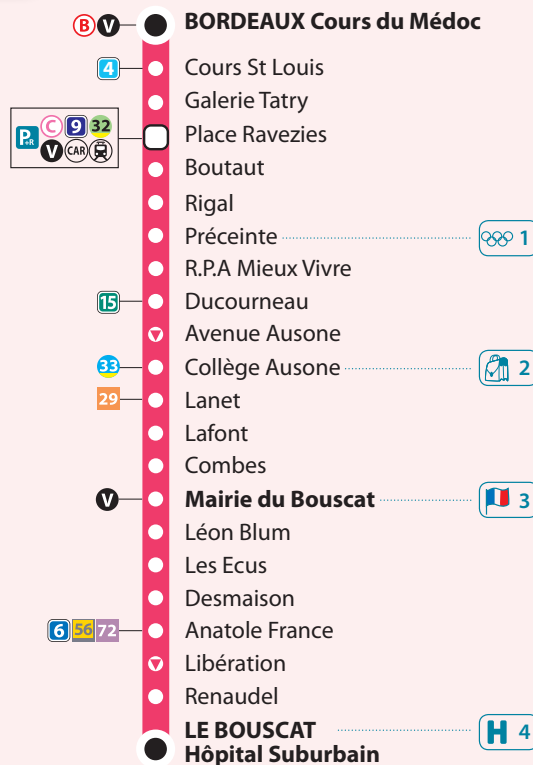 B V BORDEAUX Cours du Médoc
4 Cours St Louis
Galerie Tatry
P+R C 9 32
V CAR
Place Ravezies
Boutaut
Rigal
Préceinte 1
R.P.A Mieux Vivre
15 Ducourneau
Avenue Ausone
33 Collège Ausone 2
29 Lanet
Lafont
Combes
V Mairie du Bouscat 3
Léon Blum
Les Ecus
Desmaison
6 56 72 Anatole France
Libération
Renaudel
LE BOUSCAT H 4
Hôpital Suburbain